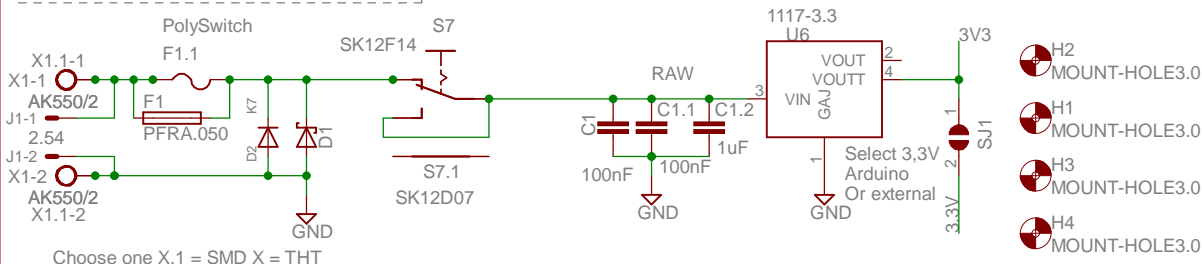 PolySwitch
F1.1
X1.1-1
X1-1
AK550/2
J1-1
2.54
J1-2
X1-2
AK550/2
X1.1-2
F1
PFRA.050
K7
D2
D1
S7
SK12F14
S7.1
SK12D07
GND
Choose one X.1 = SMD X = THT
RAW
C1
C1.1
C1.2
100nF
100nF
1uF
GND
1117-3.3
U6
VIN
VOUT
VOUTT
GAJ
3
2
4
1
GND
3V3
1
2
SJ1
3.3V
Select 3,3V
Arduino
Or external
H2
MOUNT-HOLE3.0
H1
MOUNT-HOLE3.0
H3
MOUNT-HOLE3.0
H4
MOUNT-HOLE3.0